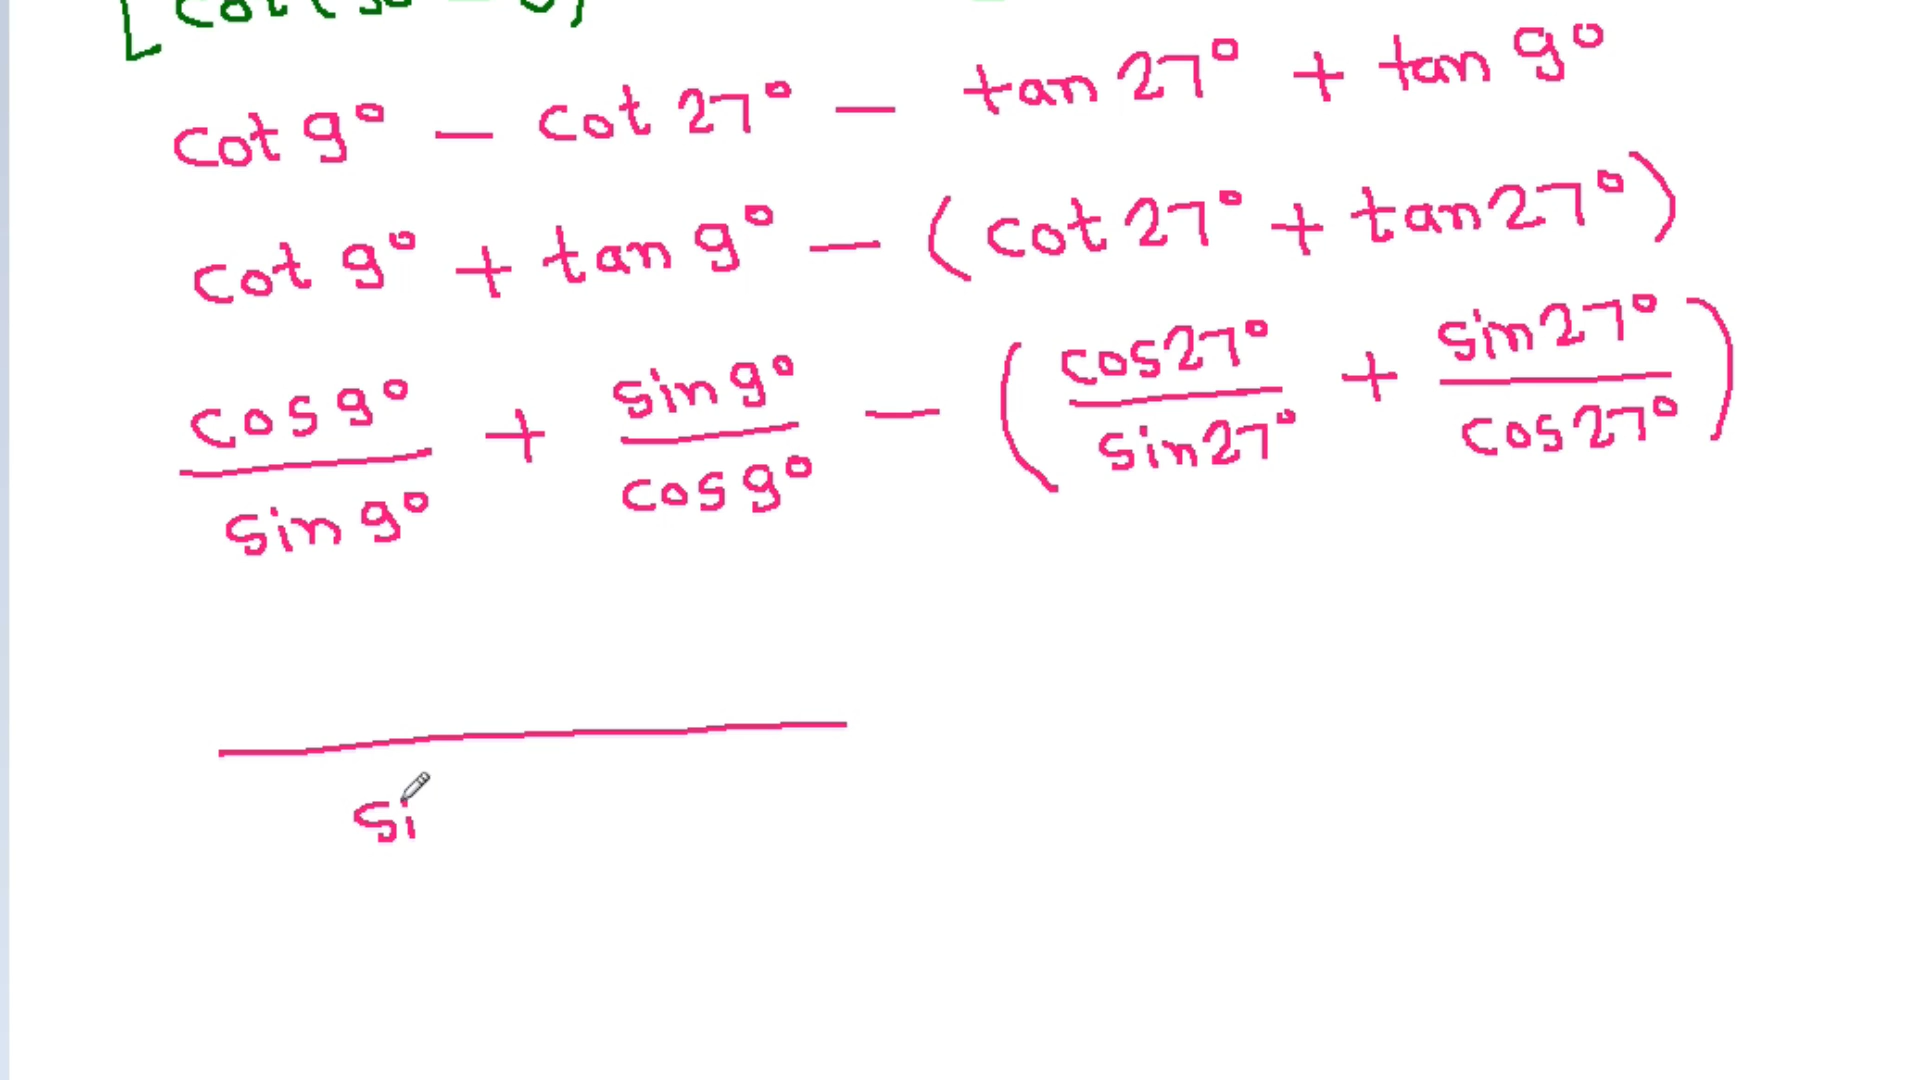 cot 9° − cot 27° − tan 27° + tan 9°
cot 9° + tan 9° − (cot 27° + tan 27°)
cos 9° / sin 9° + sin 9° / cos 9° − (cos 27° / sin 27° + sin 27° / cos 27°)
si